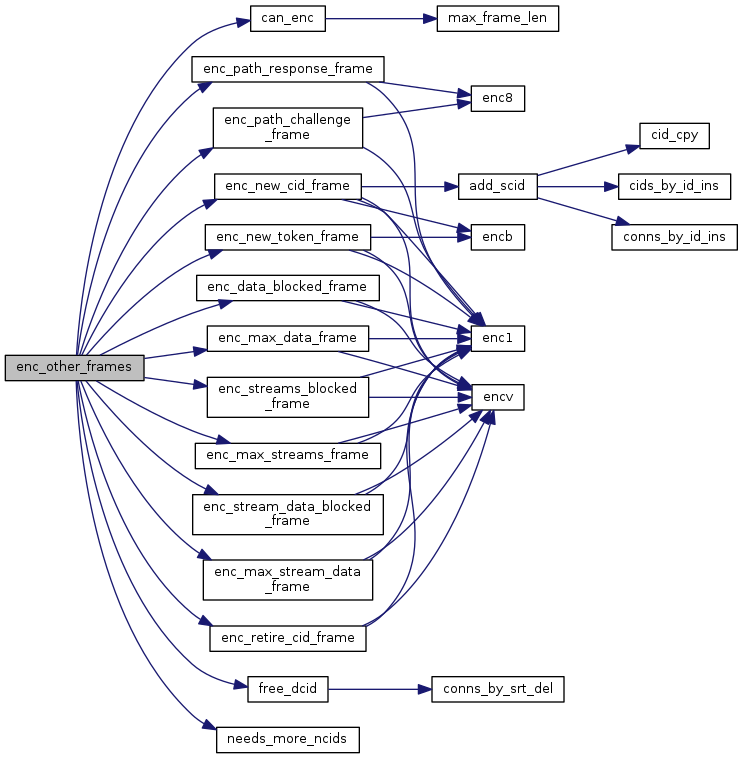 can_enc
max_frame_len
enc_path_response_frame
enc8
enc_path_challenge
_frame
cid_cpy
enc_new_cid_frame
add_scid
cids_by_id_ins
enc_new_token_frame
encb
conns_by_id_ins
enc_data_blocked_frame
enc_max_data_frame
enc1
enc_other_frames
enc_streams_blocked
_frame
encv
enc_max_streams_frame
enc_stream_data_blocked
_frame
enc_max_stream_data
_frame
enc_retire_cid_frame
free_dcid
conns_by_srt_del
needs_more_ncids